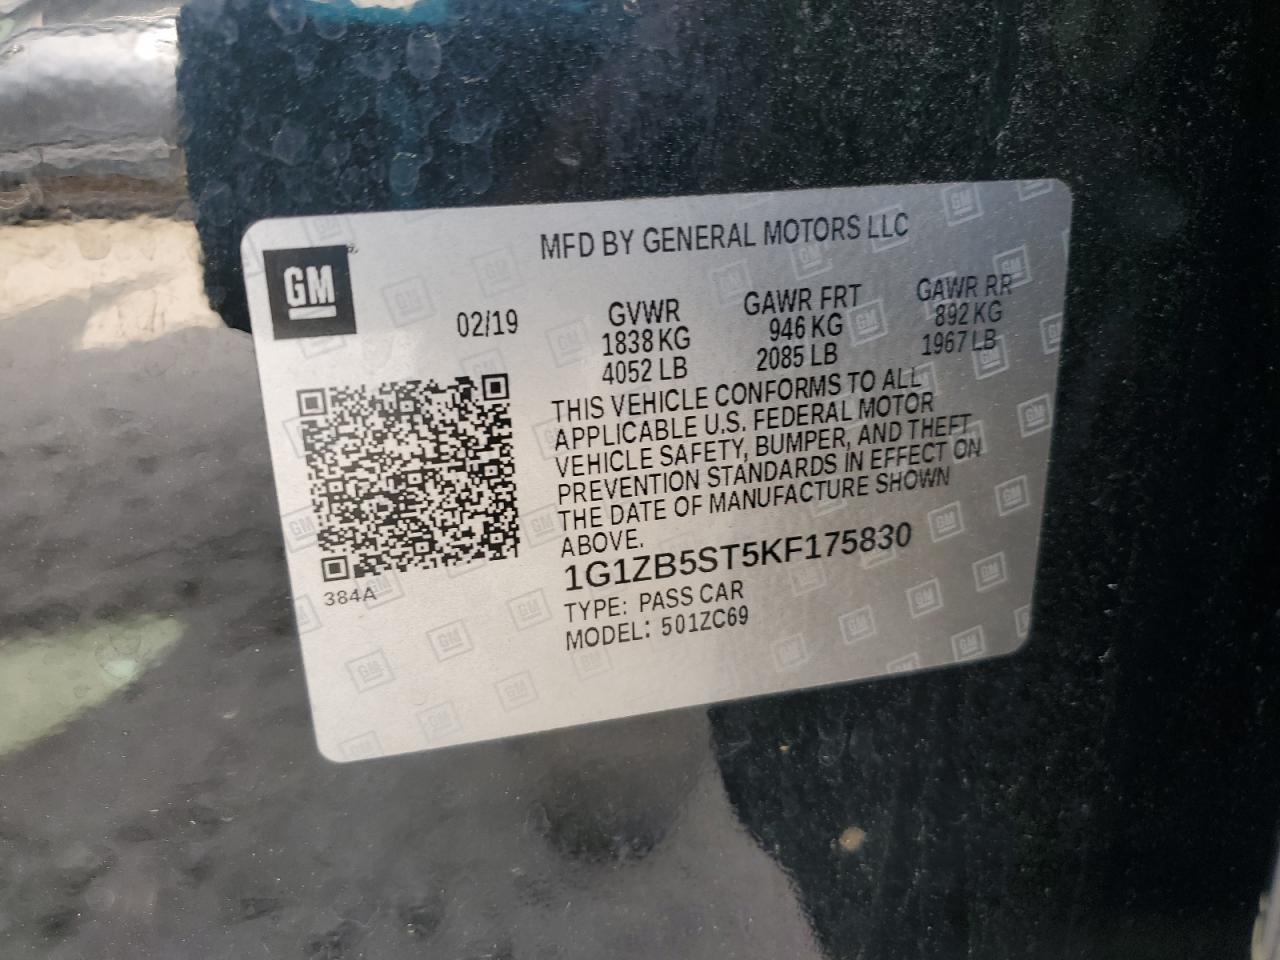 MFD BY GENERAL MOTORS LLC
GM
02/19
GVWR GAWR FRT GAWR RR
1838 KG 946 KG 892 KG
4052 LB 2085 LB 1967 LB
THIS VEHICLE CONFORMS TO ALL
APPLICABLE U.S. FEDERAL MOTOR
VEHICLE SAFETY, BUMPER, AND THEFT
PREVENTION STANDARDS IN EFFECT ON
THE DATE OF MANUFACTURE SHOWN
ABOVE.
1G1ZB5ST5KF175830
TYPE: PASS CAR
MODEL: 501ZC69
384A